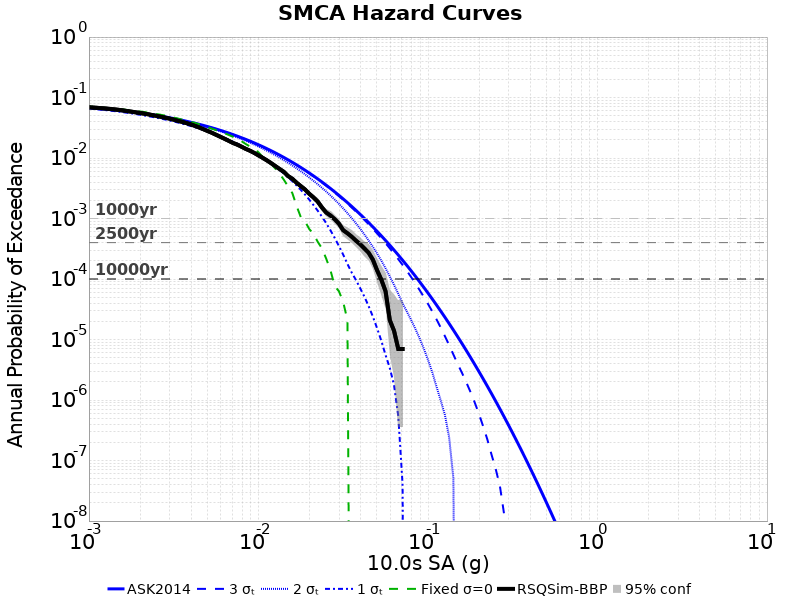 SMCA Hazard Curves
Annual Probability of Exceedance
10^0
10^-1
10^-2
10^-3
10^-4
10^-5
10^-6
10^-7
10^-8
1000yr
2500yr
10000yr
10^-3 10^-2 10^-1 10^0 10^1
10.0s SA (g)
ASK2014 3 σₜ 2 σₜ 1 σₜ Fixed σ=0 RSQSim-BBP 95% conf